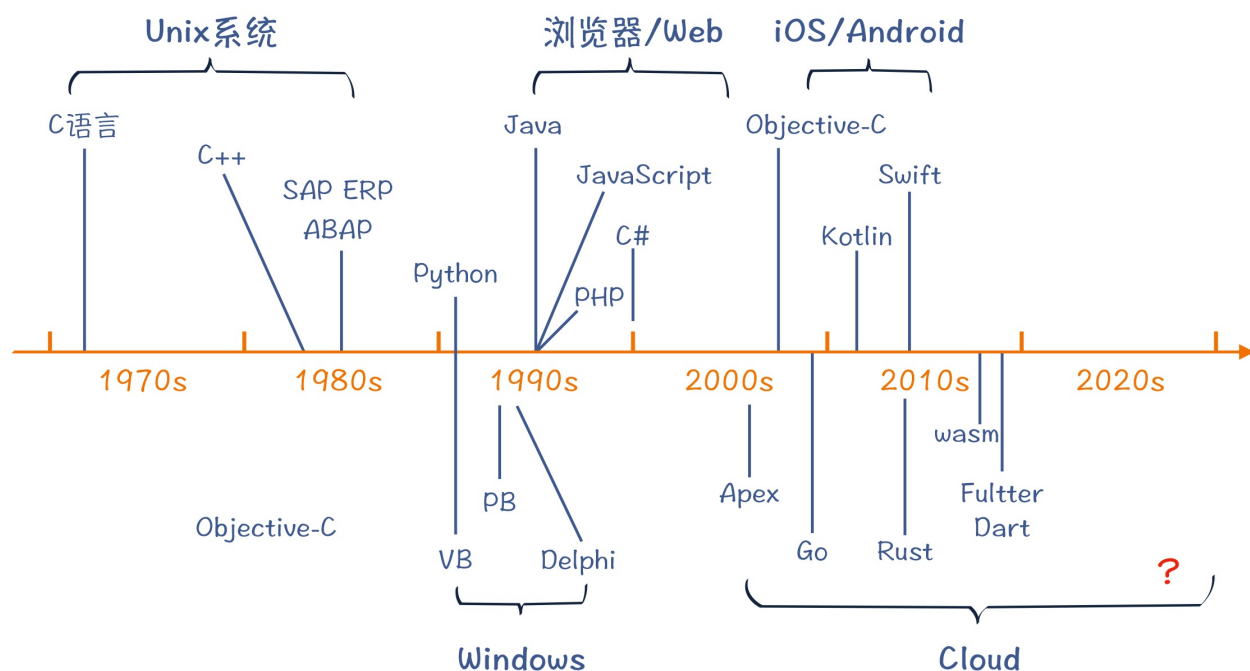 Unix系统
浏览器/Web
iOS/Android
C语言
Java
Objective-C
C++
JavaScript
Swift
SAP ERP
ABAP
C#
Kotlin
Python
PHP
1970s
1980s
1990s
2000s
2010s
2020s
wasm
PB
Apex
Fultter
Dart
Objective-C
VB
Delphi
Go
Rust
?
Windows
Cloud